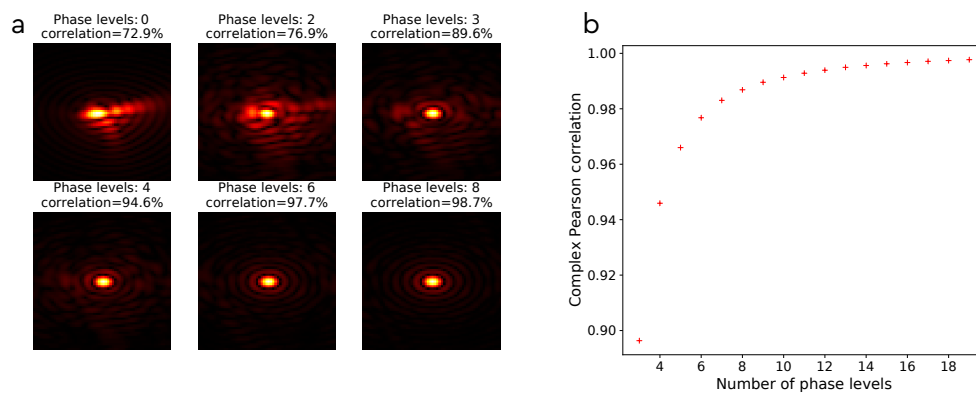 a
Phase levels: 0
correlation=72.9%
Phase levels: 2
correlation=76.9%
Phase levels: 3
correlation=89.6%
Phase levels: 4
correlation=94.6%
Phase levels: 6
correlation=97.7%
Phase levels: 8
correlation=98.7%
b
Complex Pearson correlation
1.00
0.98
0.96
0.94
0.92
0.90
4 6 8 10 12 14 16 18
Number of phase levels